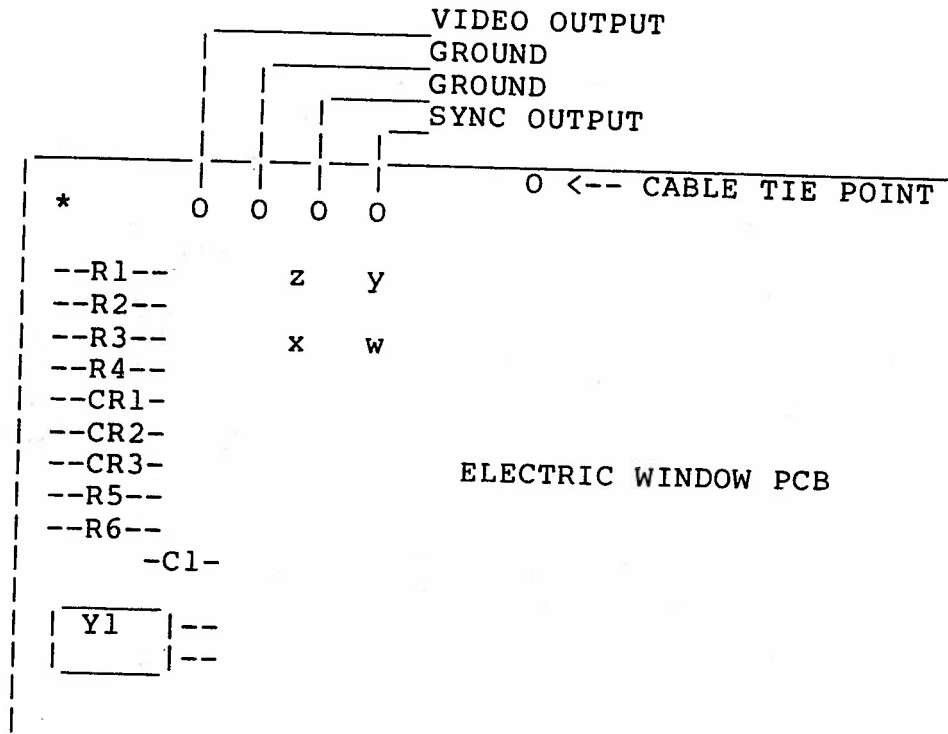 VIDEO OUTPUT
GROUND
GROUND
SYNC OUTPUT
O <-- CABLE TIE POINT
* O O O O
--R1-- z y
--R2--
--R3-- x w
--R4--
--CR1-
--CR2-
--CR3- ELECTRIC WINDOW PCB
--R5--
--R6--
-C1-
Y1 --
--